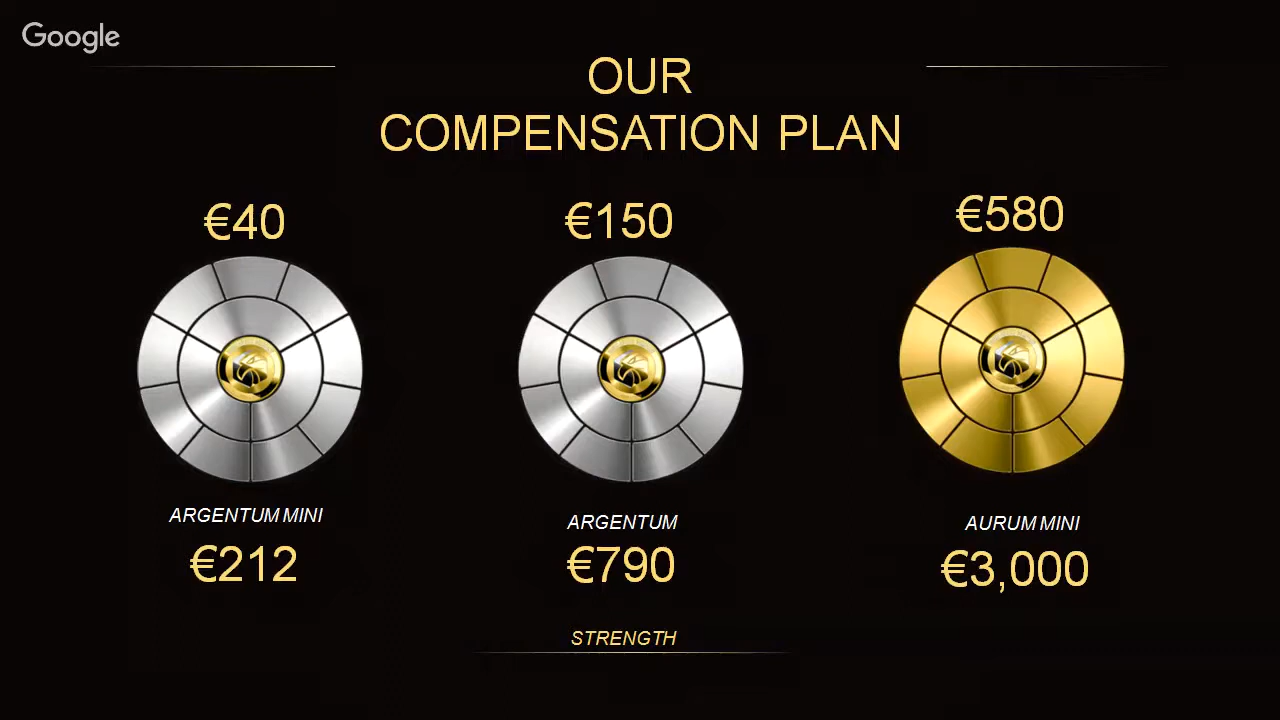 Google
OUR
COMPENSATION PLAN
€40
€150
€580
ARGENTUM MINI
ARGENTUM
AURUM MINI
€212
€790
€3,000
STRENGTH